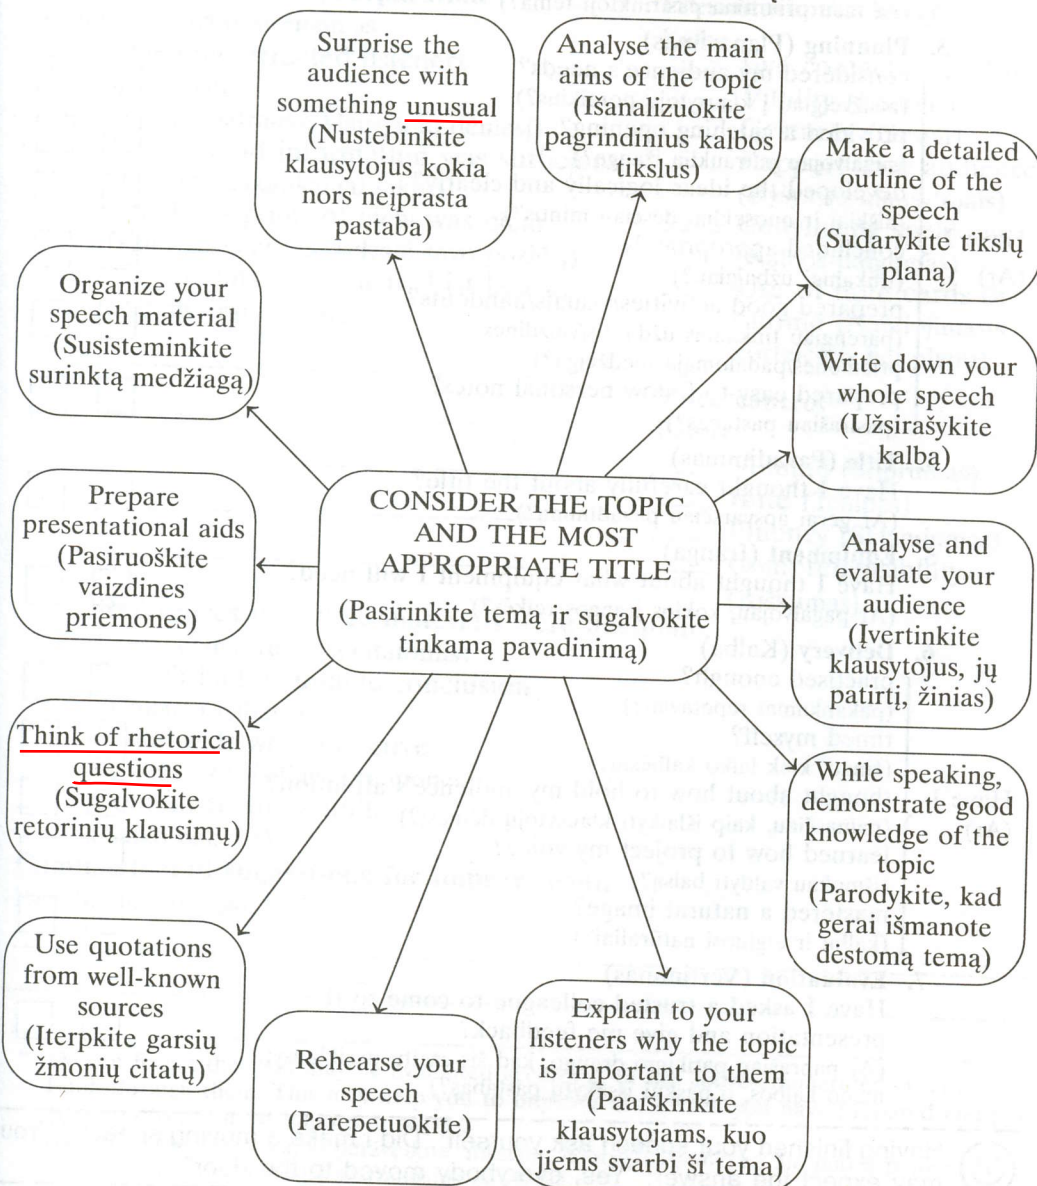 Surprise the
audience with
something unusual
(Nustebinkite
klausytojus kokia
nors neįprasta
pastaba)
Analyse the main
aims of the topic
(Išanalizuokite
pagrindinius kalbos
tikslus)
Make a detailed
outline of the
speech
(Sudarykite tikslų
planą)
Organize your
speech material
(Susisteminkite
surinktą medžiagą)
Write down your
whole speech
(Užsirašykite
kalbą)
CONSIDER THE TOPIC
AND THE MOST
APPROPRIATE TITLE
(Pasirinkite temą ir sugalvokite
tinkamą pavadinimą)
Prepare
presentational aids
(Pasiruoškite
vaizdines
priemones)
Analyse and
evaluate your
audience
(Įvertinkite
klausytojus, jų
patirtį, žinias)
Think of rhetorical
questions
(Sugalvokite
retorinių klausimų)
While speaking,
demonstrate good
knowledge of the
topic
(Parodykite, kad
gerai išmanote
dėstomą temą)
Use quotations
from well-known
sources
(Įterpkite garsių
žmonių citatų)
Rehearse your
speech
(Parepetuokite)
Explain to your
listeners why the topic
is important to them
(Paaiškinkite
klausytojams, kuo
jiems svarbi ši tema)